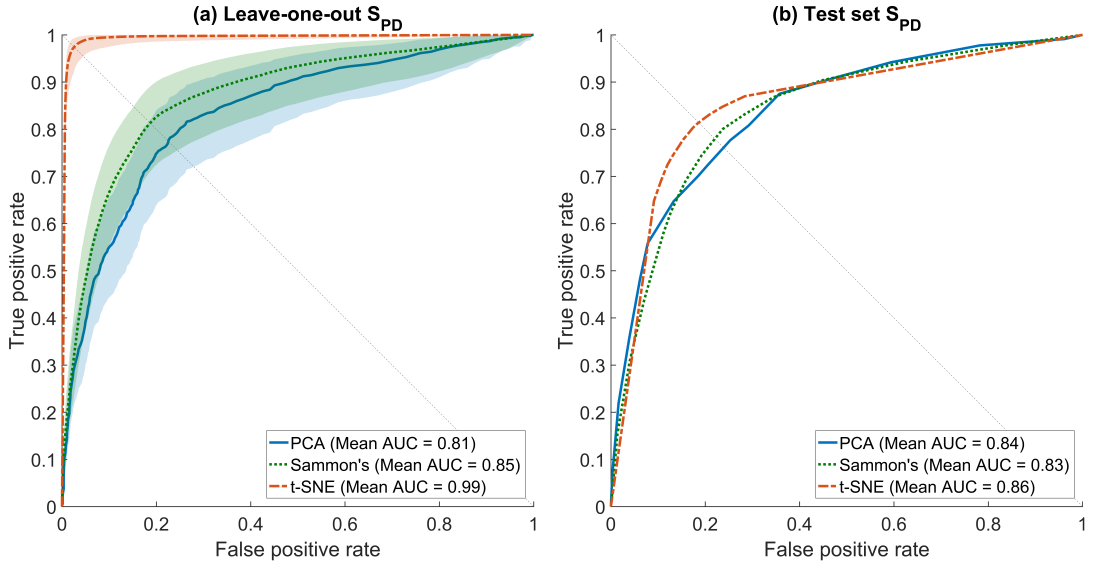 (a) Leave-one-out S_PD
True positive rate
1
0.9
0.8
0.7
0.6
0.5
0.4
0.3
0.2
0.1
0
PCA (Mean AUC = 0.81)
Sammon's (Mean AUC = 0.85)
t-SNE (Mean AUC = 0.99)
0 0.2 0.4 0.6 0.8 1
False positive rate
(b) Test set S_PD
True positive rate
1
0.9
0.8
0.7
0.6
0.5
0.4
0.3
0.2
0.1
0
PCA (Mean AUC = 0.84)
Sammon's (Mean AUC = 0.83)
t-SNE (Mean AUC = 0.86)
0 0.2 0.4 0.6 0.8 1
False positive rate